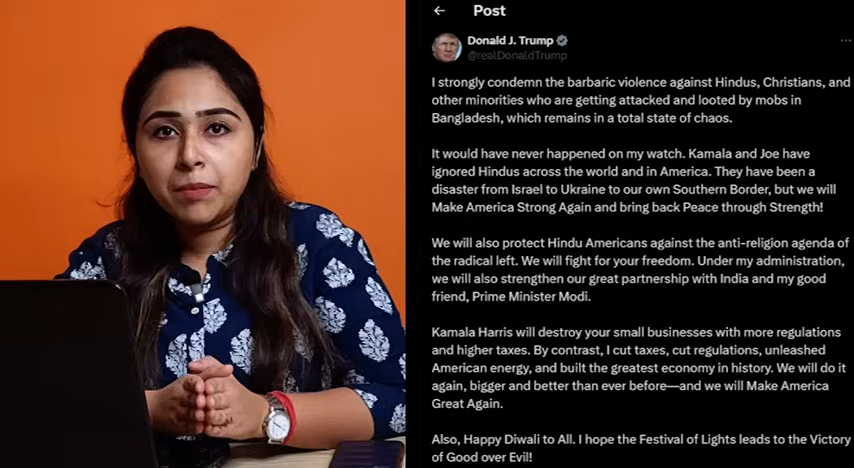 Post
Donald J. Trump
@realDonaldTrump
I strongly condemn the barbaric violence against Hindus, Christians, and
other minorities who are getting attacked and looted by mobs in
Bangladesh, which remains in a total state of chaos.
It would have never happened on my watch. Kamala and Joe have
ignored Hindus across the world and in America. They have been a
disaster from Israel to Ukraine to our own Southern Border, but we will
Make America Strong Again and bring back Peace through Strength!
We will also protect Hindu Americans against the anti-religion agenda of
the radical left. We will fight for your freedom. Under my administration,
we will also strengthen our great partnership with India and my good
friend, Prime Minister Modi.
Kamala Harris will destroy your small businesses with more regulations
and higher taxes. By contrast, I cut taxes, cut regulations, unleashed
American energy, and built the greatest economy in history. We will do it
again, bigger and better than ever before—and we will Make America
Great Again.
Also, Happy Diwali to All. I hope the Festival of Lights leads to the Victory
of Good over Evil!